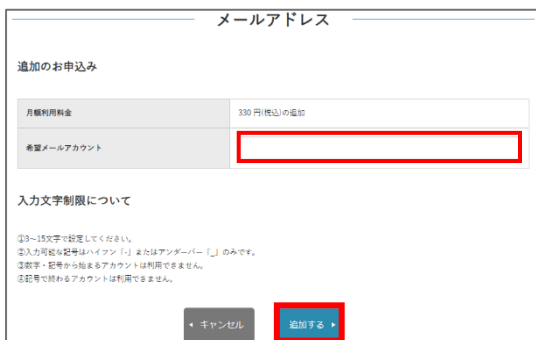 メールアドレス
追加のお申込み
月額利用料金
330 円(税込)の追加
希望メールアカウント
入力文字制限について
①3～15文字で設定してください。
②入力可能な記号はハイフン「-」またはアンダーバー「_」のみです。
③数字・記号から始まるアカウントは利用できません。
④記号で終わるアカウントは利用できません。
キャンセル
追加する